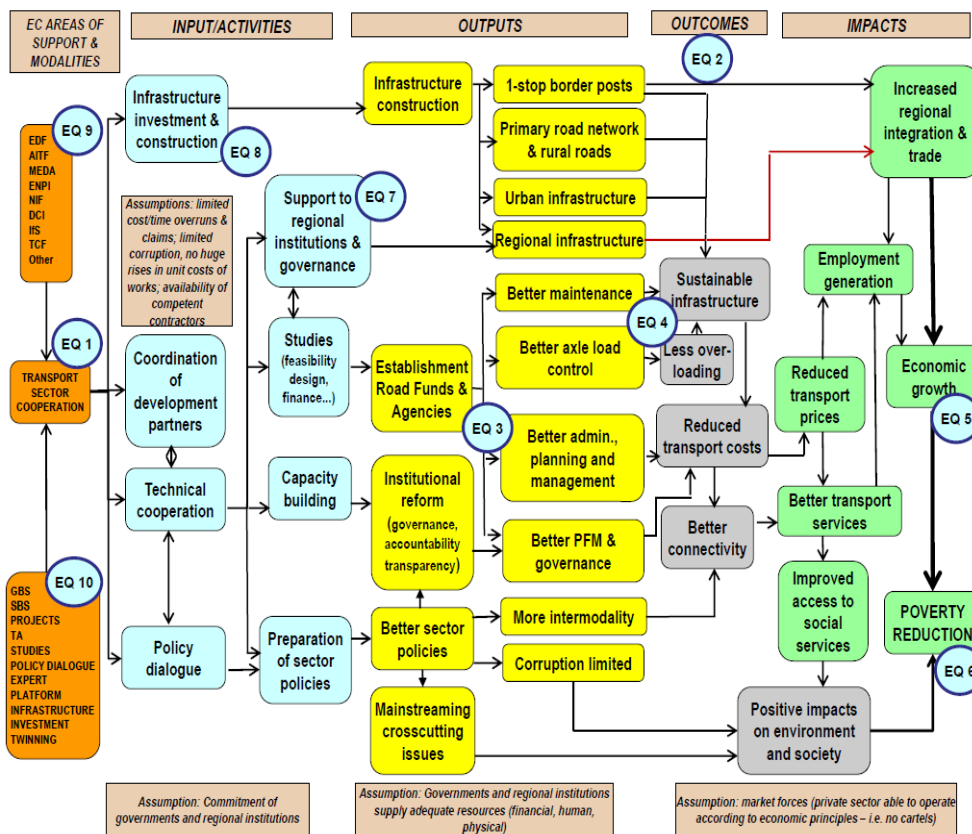 EC AREAS OF
SUPPORT &
MODALITIES
INPUT/ACTIVITIES
OUTPUTS
OUTCOMES
IMPACTS
EQ 9
EDF
AITF
MEDA
ENPI
NIF
DCI
IfS
TCF
Other
EQ 1
TRANSPORT
SECTOR
COOPERATION
EQ 10
GBS
SBS
PROJECTS
TA
STUDIES
POLICY DIALOGUE
EXPERT
PLATFORM
INFRASTRUCTURE
INVESTMENT
TWINNING
Infrastructure
investment &
construction
EQ 8
Assumptions: limited
cost/time overruns &
claims; limited
corruption, no huge
rises in unit costs of
works; availability of
competent
contractors
Support to
regional
institutions &
governance
EQ 7
Coordination
of
development
partners
Studies
(feasibility
design,
finance...)
Technical
cooperation
Capacity
building
Policy
dialogue
Preparation
of sector
policies
Infrastructure
construction
1-stop border posts
Primary road network
& rural roads
Urban infrastructure
Regional infrastructure
Better maintenance
Better axle load
control
EQ 4
Establishment
Road Funds &
Agencies
EQ 3
Better admin.,
planning and
management
Institutional
reform
(governance,
accountability
transparency)
Better PFM &
governance
Better sector
policies
More intermodality
Corruption limited
Mainstreaming
crosscutting
issues
EQ 2
Sustainable
infrastructure
Less over-
loading
Reduced
transport costs
Better
connectivity
Positive impacts
on environment
and society
Increased
regional
integration &
trade
Employment
generation
Reduced
transport
prices
Economic
growth
EQ 5
Better transport
services
Improved
access to
social
services
POVERTY
REDUCTION
EQ 6
Assumption: Commitment of
governments and regional institutions
Assumption: Governments and regional institutions
supply adequate resources (financial, human,
physical)
Assumption: market forces (private sector able to operate
according to economic principles – i.e. no cartels)